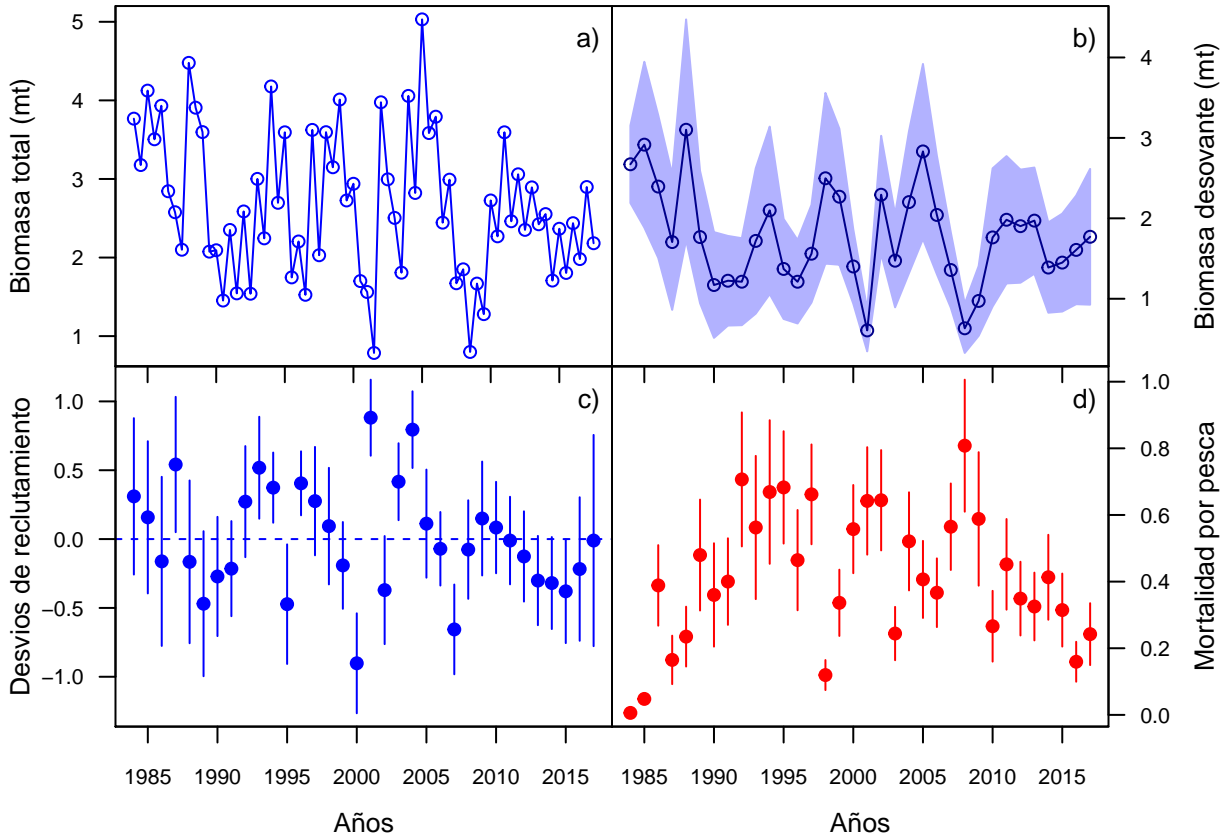 a)
b)
5
4
3
2
1
Biomasa total (mt)
4
3
2
1
Biomasa desovante (mt)
c)
d)
1.0
0.5
0.0
−0.5
−1.0
Desvios de reclutamiento
1.0
0.8
0.6
0.4
0.2
0.0
Mortalidad por pesca
1985 1990 1995 2000 2005 2010 2015
1985 1990 1995 2000 2005 2010 2015
Años
Años